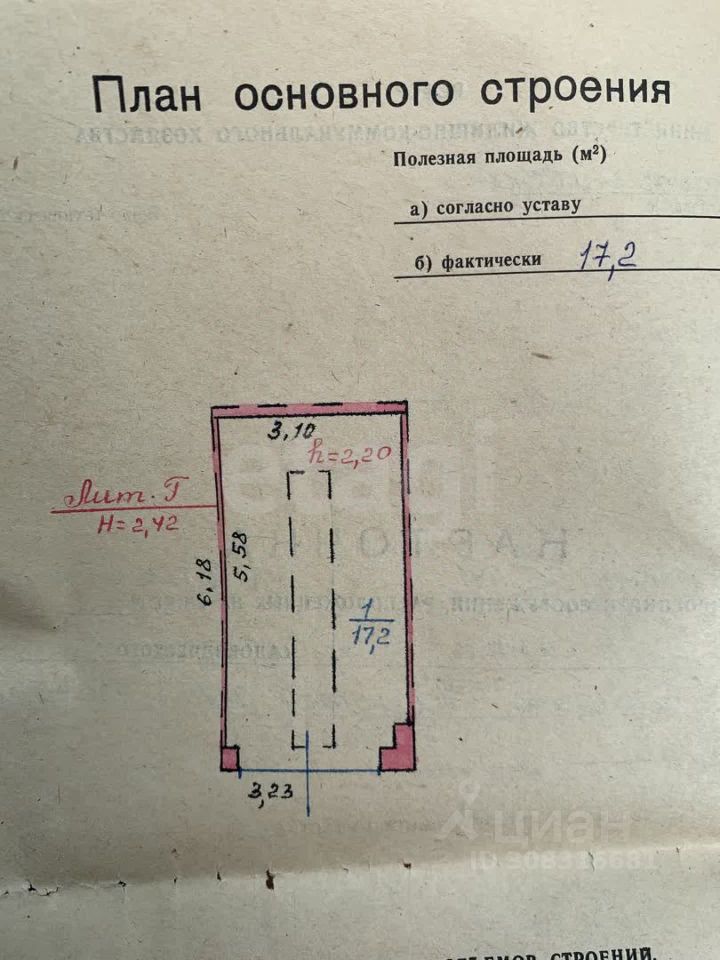 План основного строения
Полезная площадь (м²)
а) согласно уставу
б) фактически 17,2
3,10
h=2,20
Лит. Г
H=2,42
6,18
5,58
1
17,2
3,23
циан
СТРОЕНИЙ.